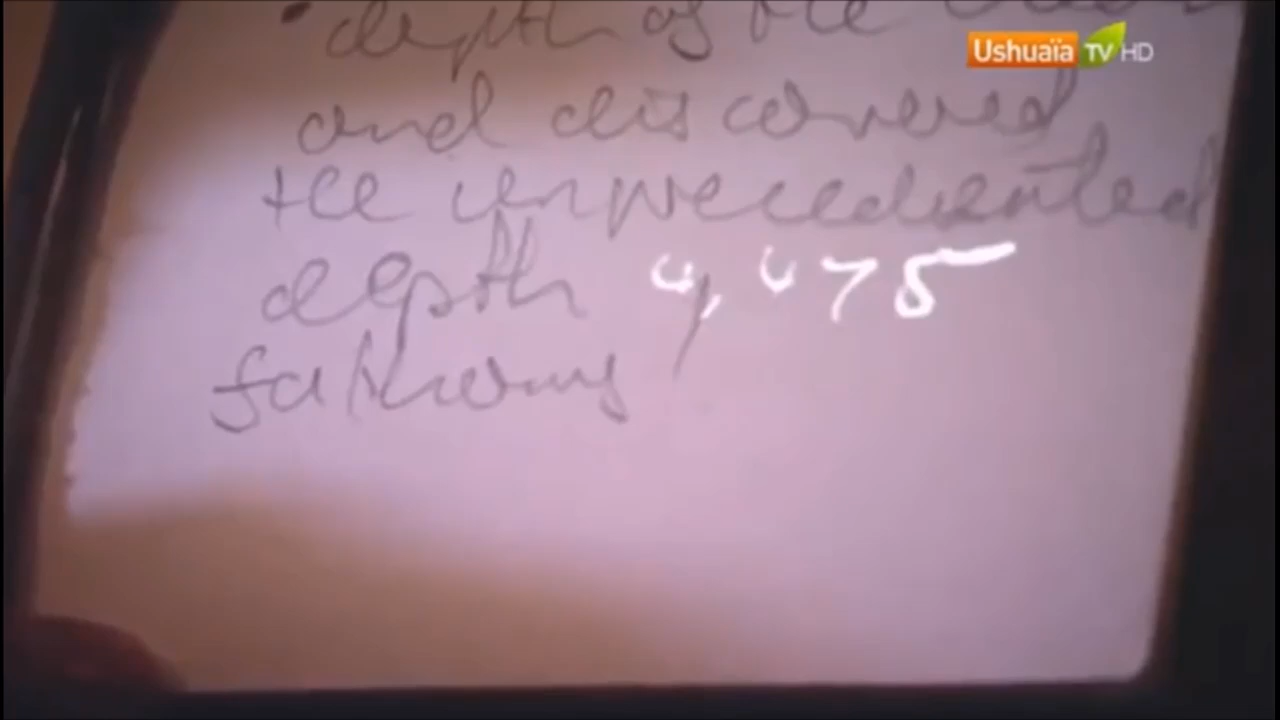 depth of the
Ushuaïa TV HD
and discovered
the unprecedented
depth 4,475
fathoms